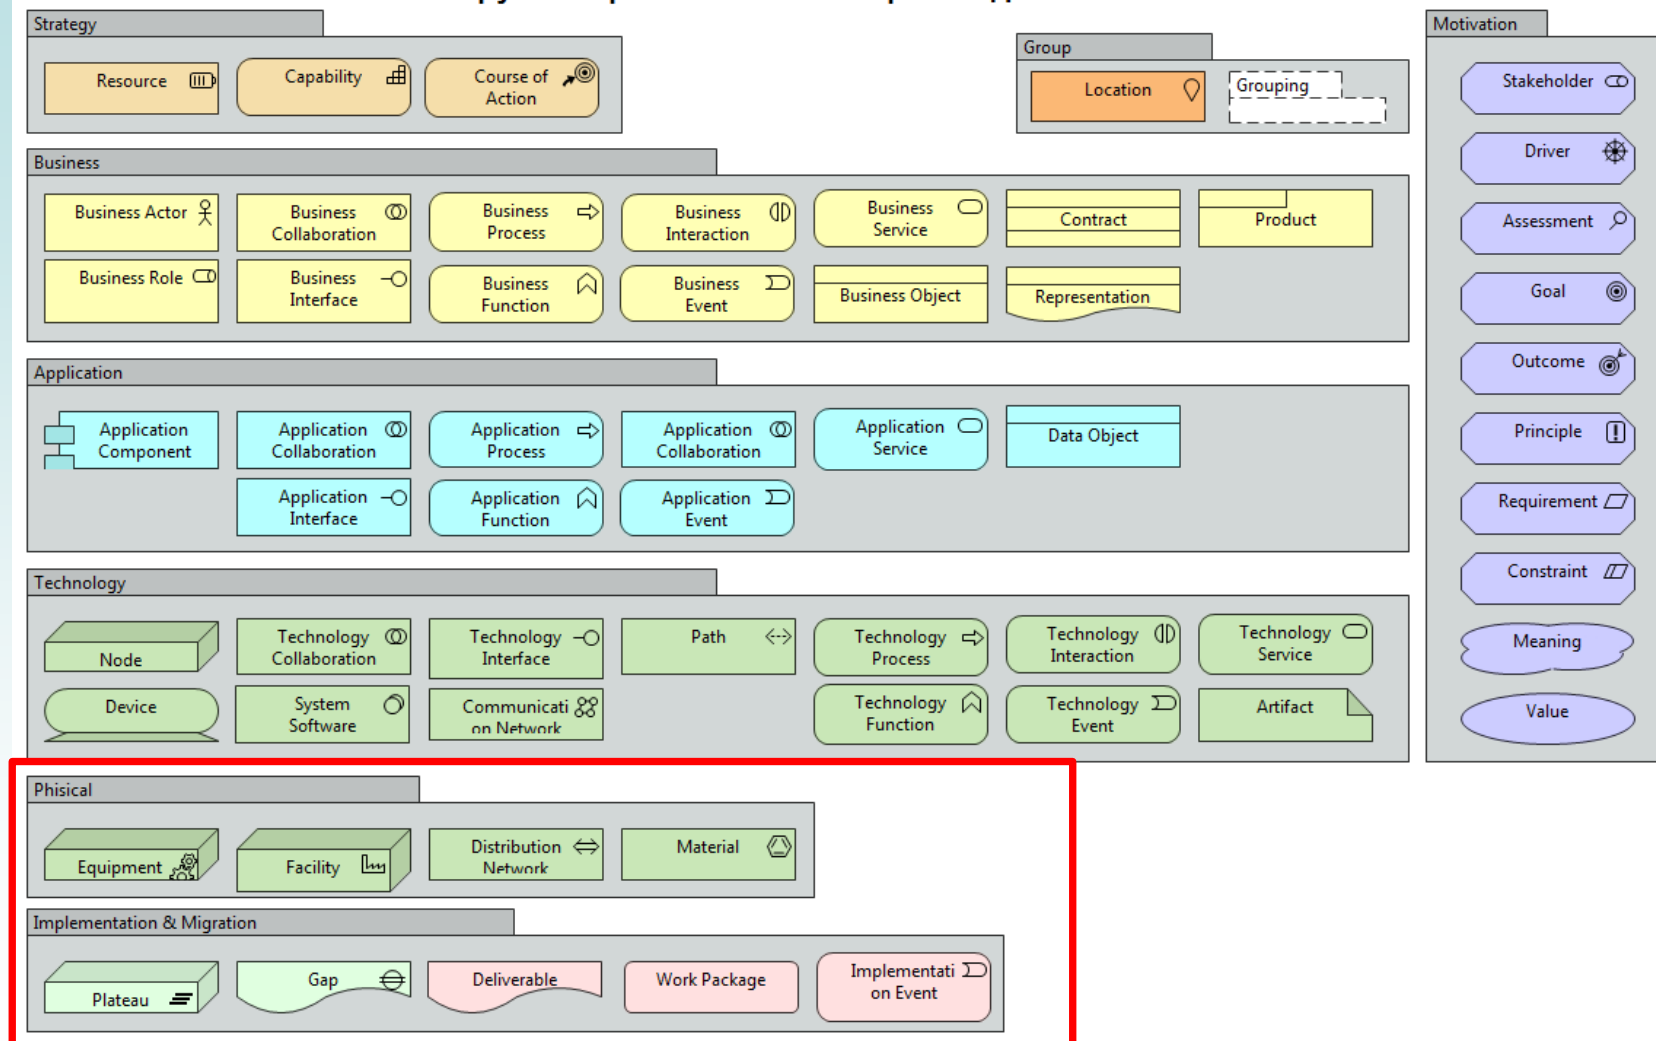 Strategy
Resource
Capability
Course of
Action
Group
Location
Grouping
Motivation
Stakeholder
Driver
Assessment
Goal
Outcome
Principle
Requirement
Constraint
Meaning
Value
Business
Business Actor
Business
Collaboration
Business
Process
Business
Interaction
Business
Service
Contract
Product
Business Role
Business
Interface
Business
Function
Business
Event
Business Object
Representation
Application
Application
Component
Application
Collaboration
Application
Process
Application
Collaboration
Application
Service
Data Object
Application
Interface
Application
Function
Application
Event
Technology
Node
Technology
Collaboration
Technology
Interface
Path
Technology
Process
Technology
Interaction
Technology
Service
Device
System
Software
Communicati
on Network
Technology
Function
Technology
Event
Artifact
Phisical
Equipment
Facility
Distribution
Network
Material
Implementation & Migration
Plateau
Gap
Deliverable
Work Package
Implementati
on Event